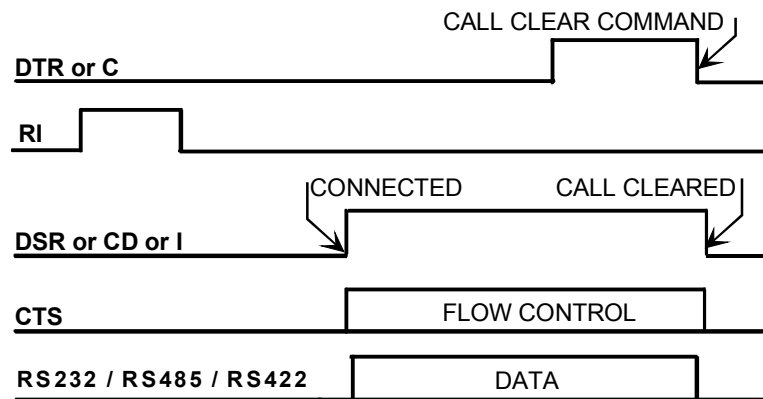 CALL CLEAR COMMAND
DTR or C
RI
CONNECTED
CALL CLEARED
DSR or CD or I
CTS
FLOW CONTROL
RS232 / RS485 / RS422
DATA